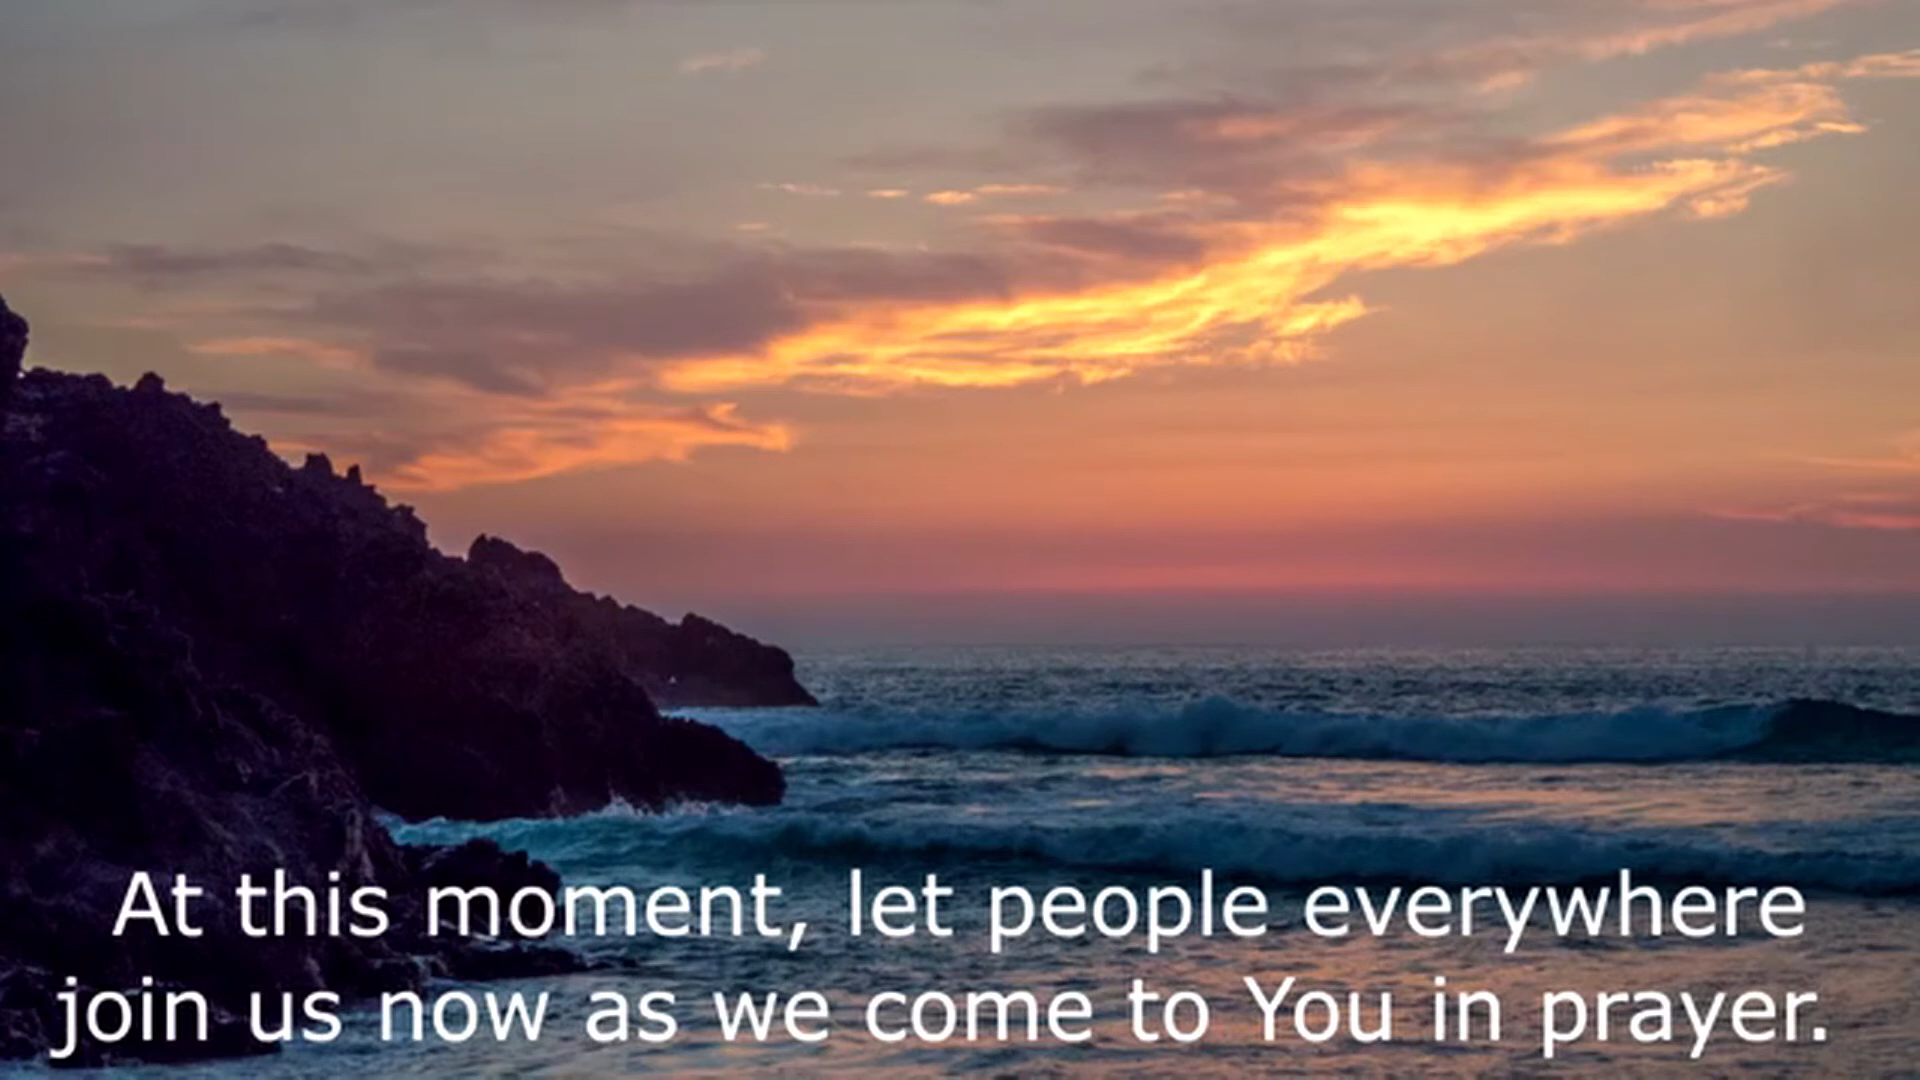 At this moment, let people everywhere
join us now as we come to You in prayer.